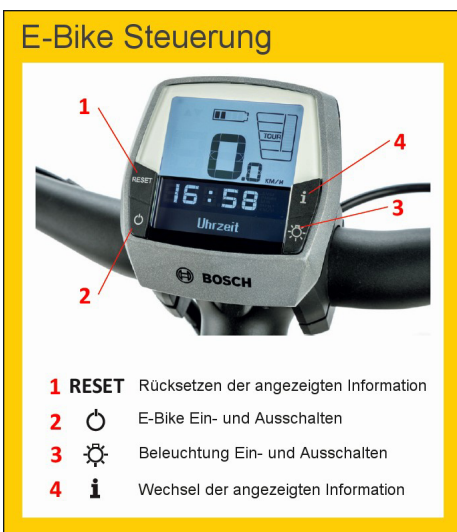 E-Bike Steuerung
1
4
TOUR
0.0
KM/H
RESET
i
16:58
3
Uhrzeit
2
BOSCH
1 RESET Rücksetzen der angezeigten Information
2 E-Bike Ein- und Ausschalten
3 Beleuchtung Ein- und Ausschalten
4 i Wechsel der angezeigten Information